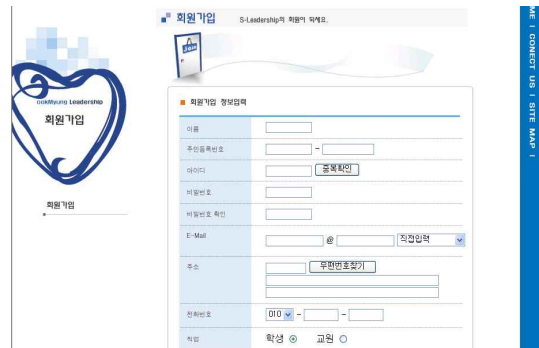 회원가입
S-Leadership의 회원이 되세요.
Join
ookMyung Leadership
회원가입
회원가입
회원가입 정보입력
이름
주민등록번호
-
아이디
중복확인
비밀번호
비밀번호 확인
E-Mail
@
직접입력
주소
우편번호찾기
전화번호
010 - -
직업
학생 교원
ME | CONECT US | SITE MAP |